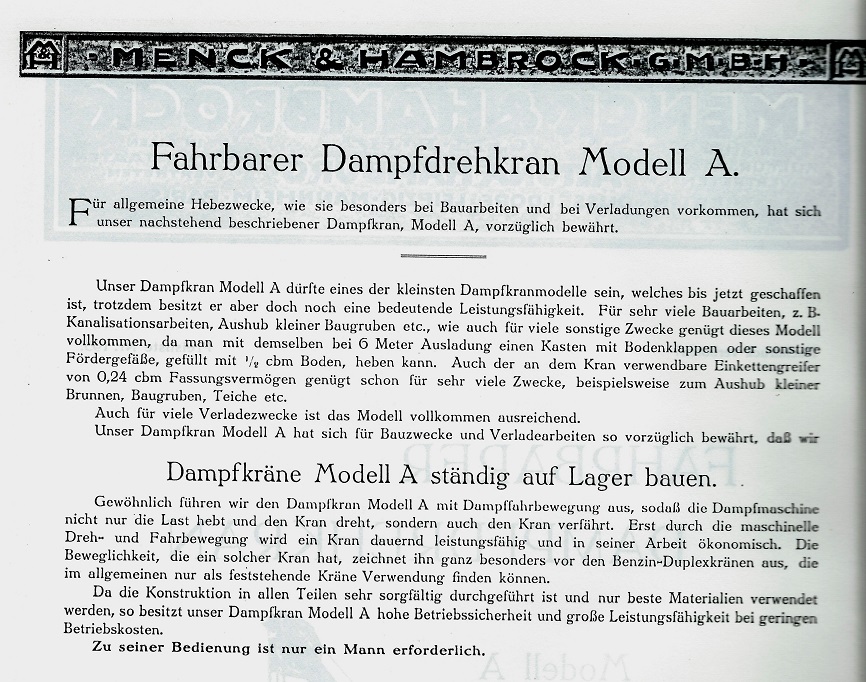 · MENCK & HAMBROCK · G·M·B·H ·
Fahrbarer Dampfdrehkran Modell A.
Für allgemeine Hebezwecke, wie sie besonders bei Bauarbeiten und bei Verladungen vorkommen, hat sich
unser nachstehend beschriebener Dampfkran, Modell A, vorzüglich bewährt.
Unser Dampfkran Modell A dürfte eines der kleinsten Dampfkranmodelle sein, welches bis jetzt geschaffen
ist, trotzdem besitzt er aber doch noch eine bedeutende Leistungsfähigkeit. Für sehr viele Bauarbeiten, z. B.
Kanalisationsarbeiten, Aushub kleiner Baugruben etc., wie auch für viele sonstige Zwecke genügt dieses Modell
vollkommen, da man mit demselben bei 6 Meter Ausladung einen Kasten mit Bodenklappen oder sonstige
Fördergefäße, gefüllt mit ½ cbm Boden, heben kann. Auch der an dem Kran verwendbare Einkettengreifer
von 0,24 cbm Fassungsvermögen genügt schon für sehr viele Zwecke, beispielsweise zum Aushub kleiner
Brunnen, Baugruben, Teiche etc.
Auch für viele Verladezwecke ist das Modell vollkommen ausreichend.
Unser Dampfkran Modell A hat sich für Bauzwecke und Verladearbeiten so vorzüglich bewährt, daß wir
Dampfkräne Modell A ständig auf Lager bauen.
Gewöhnlich führen wir den Dampfkran Modell A mit Dampffahrbewegung aus, sodaß die Dampfmaschine
nicht nur die Last hebt und den Kran dreht, sondern auch den Kran verfährt. Erst durch die maschinelle
Dreh- und Fahrbewegung wird ein Kran dauernd leistungsfähig und in seiner Arbeit ökonomisch. Die
Beweglichkeit, die ein solcher Kran hat, zeichnet ihn ganz besonders vor den Benzin-Duplexkränen aus, die
im allgemeinen nur als feststehende Kräne Verwendung finden können.
Da die Konstruktion in allen Teilen sehr sorgfältig durchgeführt ist und nur beste Materialien verwendet
werden, so besitzt unser Dampfkran Modell A hohe Betriebssicherheit und große Leistungsfähigkeit bei geringen
Betriebskosten.
Zu seiner Bedienung ist nur ein Mann erforderlich.